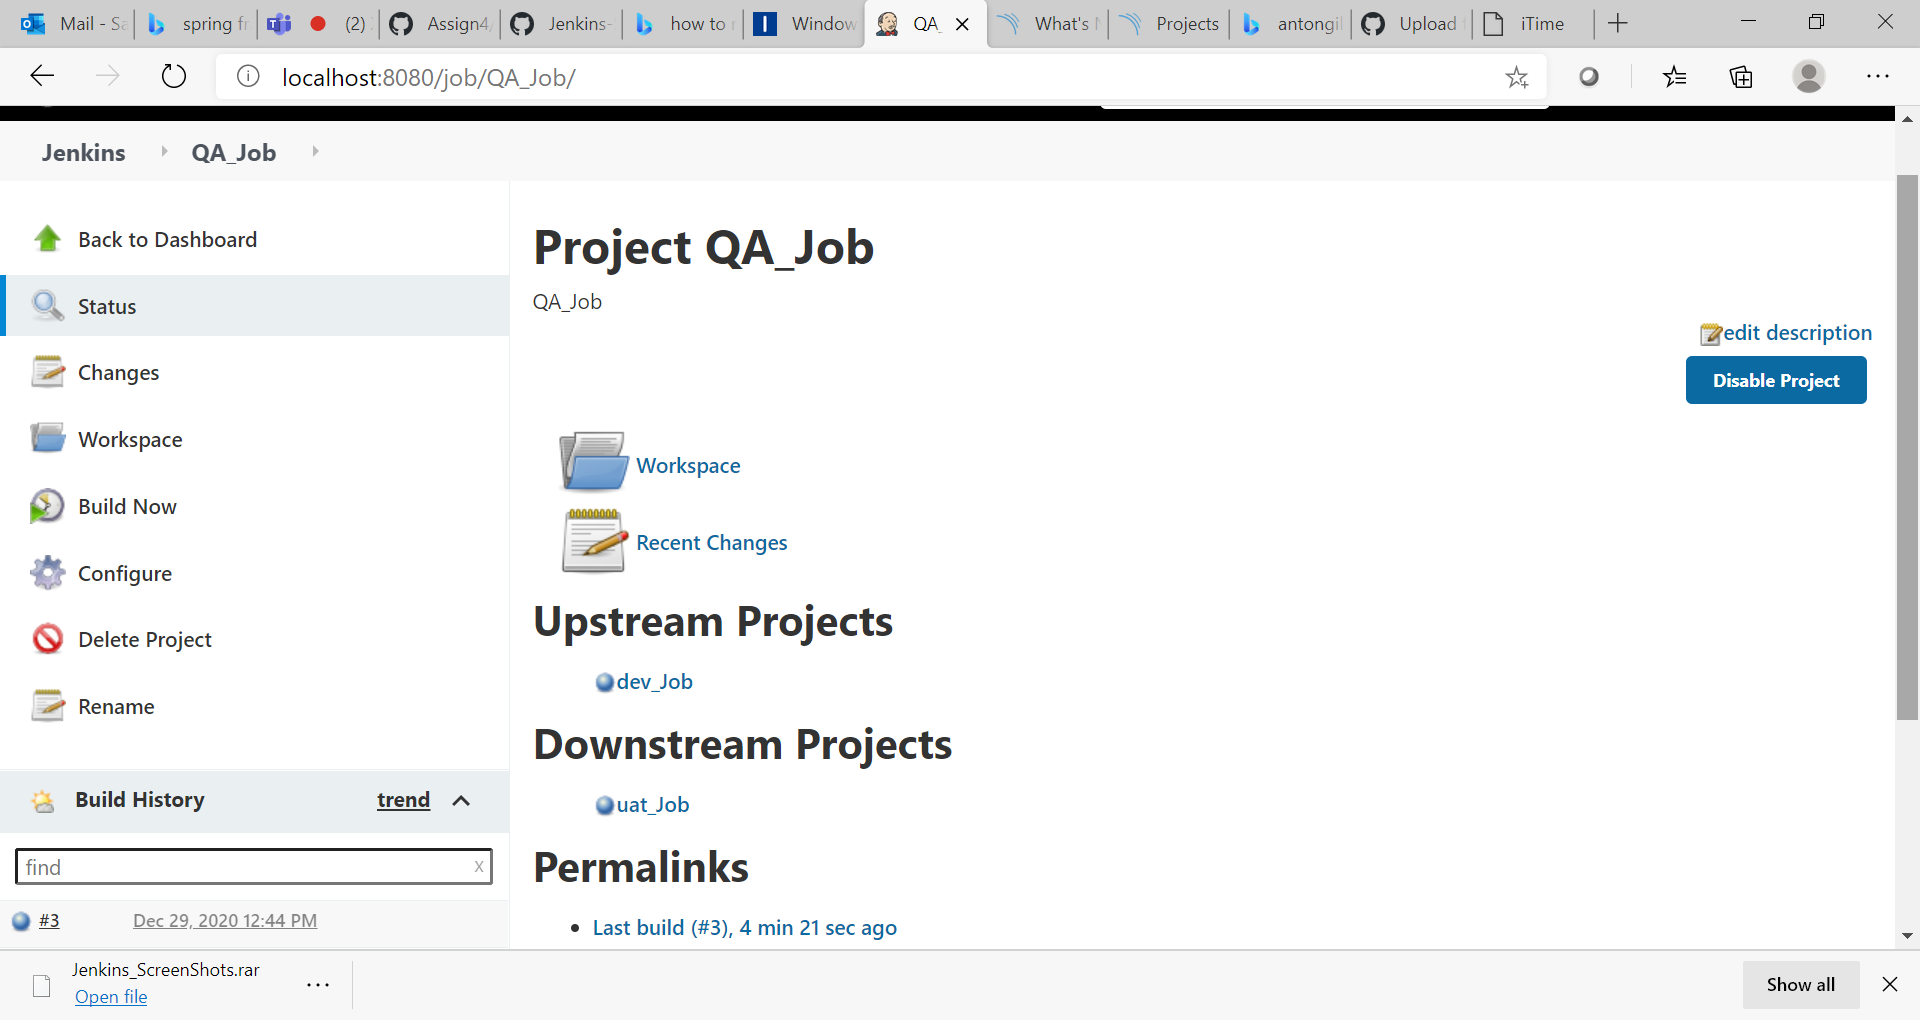 Mail - Sa
spring fr
(2)
Assign4
Jenkins-
how to r
Window
QA_
What's N
Projects
antongil
Upload
iTime
localhost:8080/job/QA_Job/
Jenkins
QA_Job
Back to Dashboard
Status
Changes
Workspace
Build Now
Configure
Delete Project
Rename
Build History
trend
find
x
#3
Dec 29, 2020 12:44 PM
Project QA_Job
QA_Job
edit description
Disable Project
Workspace
Recent Changes
Upstream Projects
dev_Job
Downstream Projects
uat_Job
Permalinks
Last build (#3), 4 min 21 sec ago
Jenkins_ScreenShots.rar
Open file
Show all